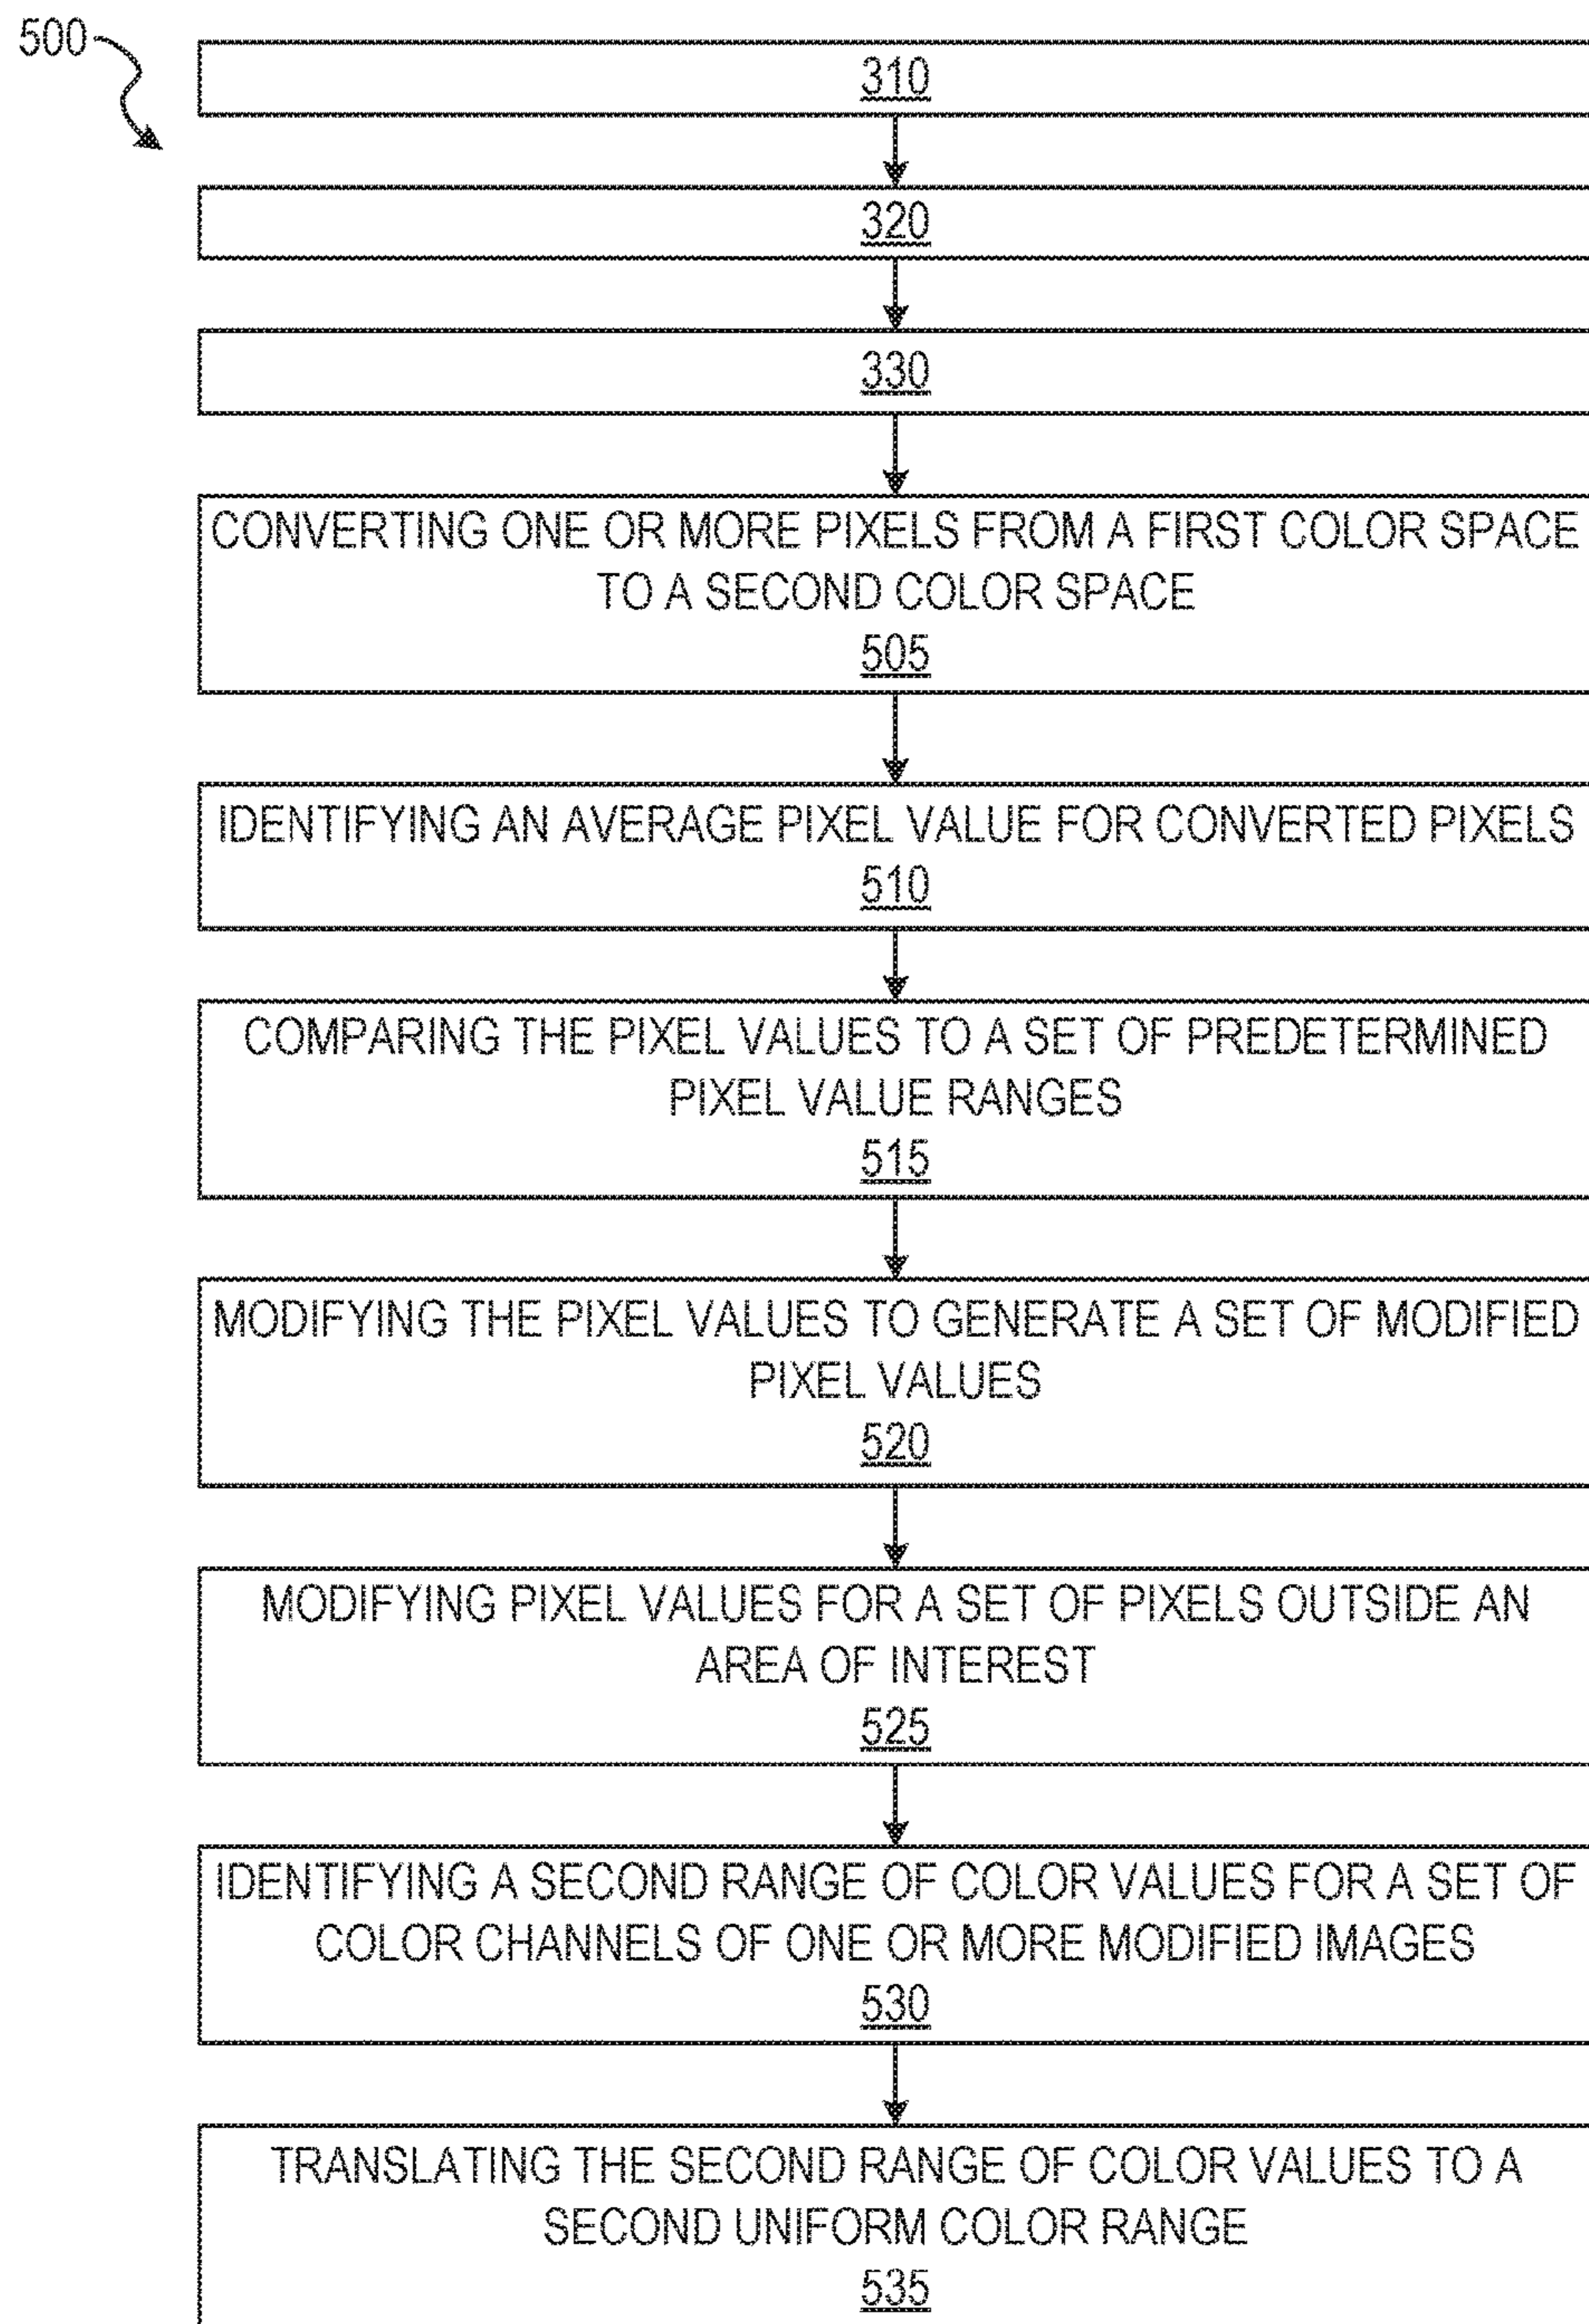 500
310
320
330
CONVERTING ONE OR MORE PIXELS FROM A FIRST COLOR SPACE
TO A SECOND COLOR SPACE
505
IDENTIFYING AN AVERAGE PIXEL VALUE FOR CONVERTED PIXELS
510
COMPARING THE PIXEL VALUES TO A SET OF PREDETERMINED
PIXEL VALUE RANGES
515
MODIFYING THE PIXEL VALUES TO GENERATE A SET OF MODIFIED
PIXEL VALUES
520
MODIFYING PIXEL VALUES FOR A SET OF PIXELS OUTSIDE AN
AREA OF INTEREST
525
IDENTIFYING A SECOND RANGE OF COLOR VALUES FOR A SET OF
COLOR CHANNELS OF ONE OR MORE MODIFIED IMAGES
530
TRANSLATING THE SECOND RANGE OF COLOR VALUES TO A
SECOND UNIFORM COLOR RANGE
535